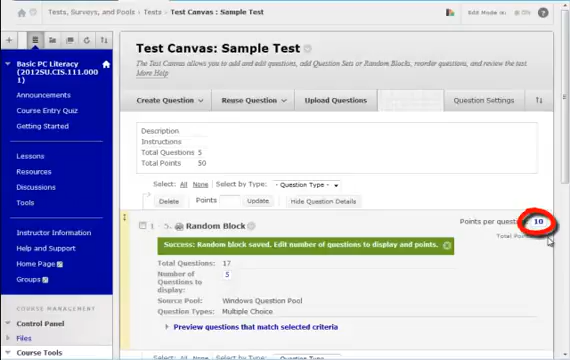 Tests, Surveys, and Pools > Tests > Test Canvas: Sample Test
Edit Mode is: ON
Basic PC Literacy
(2012SU.CIS.111.000
1)
Announcements
Course Entry Quiz
Getting Started
Lessons
Resources
Discussions
Tools
Instructor Information
Help and Support
Home Page
Groups
COURSE MANAGEMENT
Control Panel
Files
Course Tools
Test Canvas: Sample Test
The Test Canvas allows you to add and edit questions, add Question Sets or Random Blocks, reorder questions, and review the test
More Help
Create Question
Reuse Question
Upload Questions
Question Settings
Description
Instructions
Total Questions 5
Total Points 50
Select: All None Select by Type: - Question Type -
Delete Points Update Hide Question Details
1 5. Random Block
Points per question: 10
Total Points
Success: Random block saved. Edit number of questions to display and points.
Total Questions: 17
Number of 5
Questions to
display:
Source Pool: Windows Question Pool
Question Types: Multiple Choice
Preview questions that match selected criteria
Select: All None Select by Type: - Question Type -